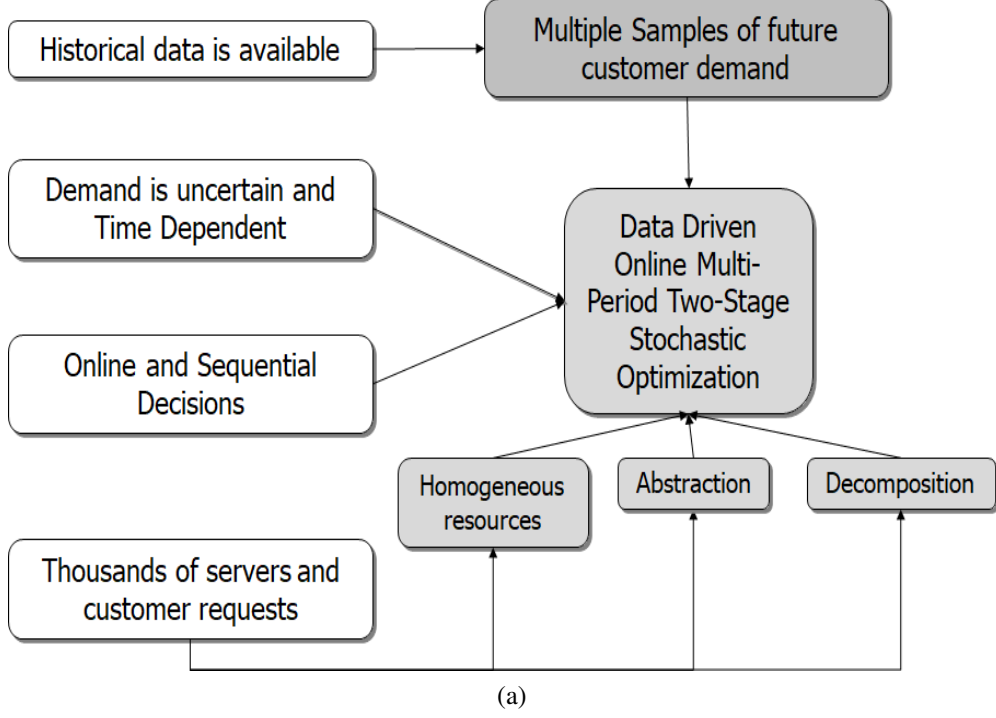 Historical data is available
Multiple Samples of future
customer demand
Demand is uncertain and
Time Dependent
Data Driven
Online Multi-
Period Two-Stage
Stochastic
Optimization
Online and Sequential
Decisions
Homogeneous
resources
Abstraction
Decomposition
Thousands of servers and
customer requests
(a)